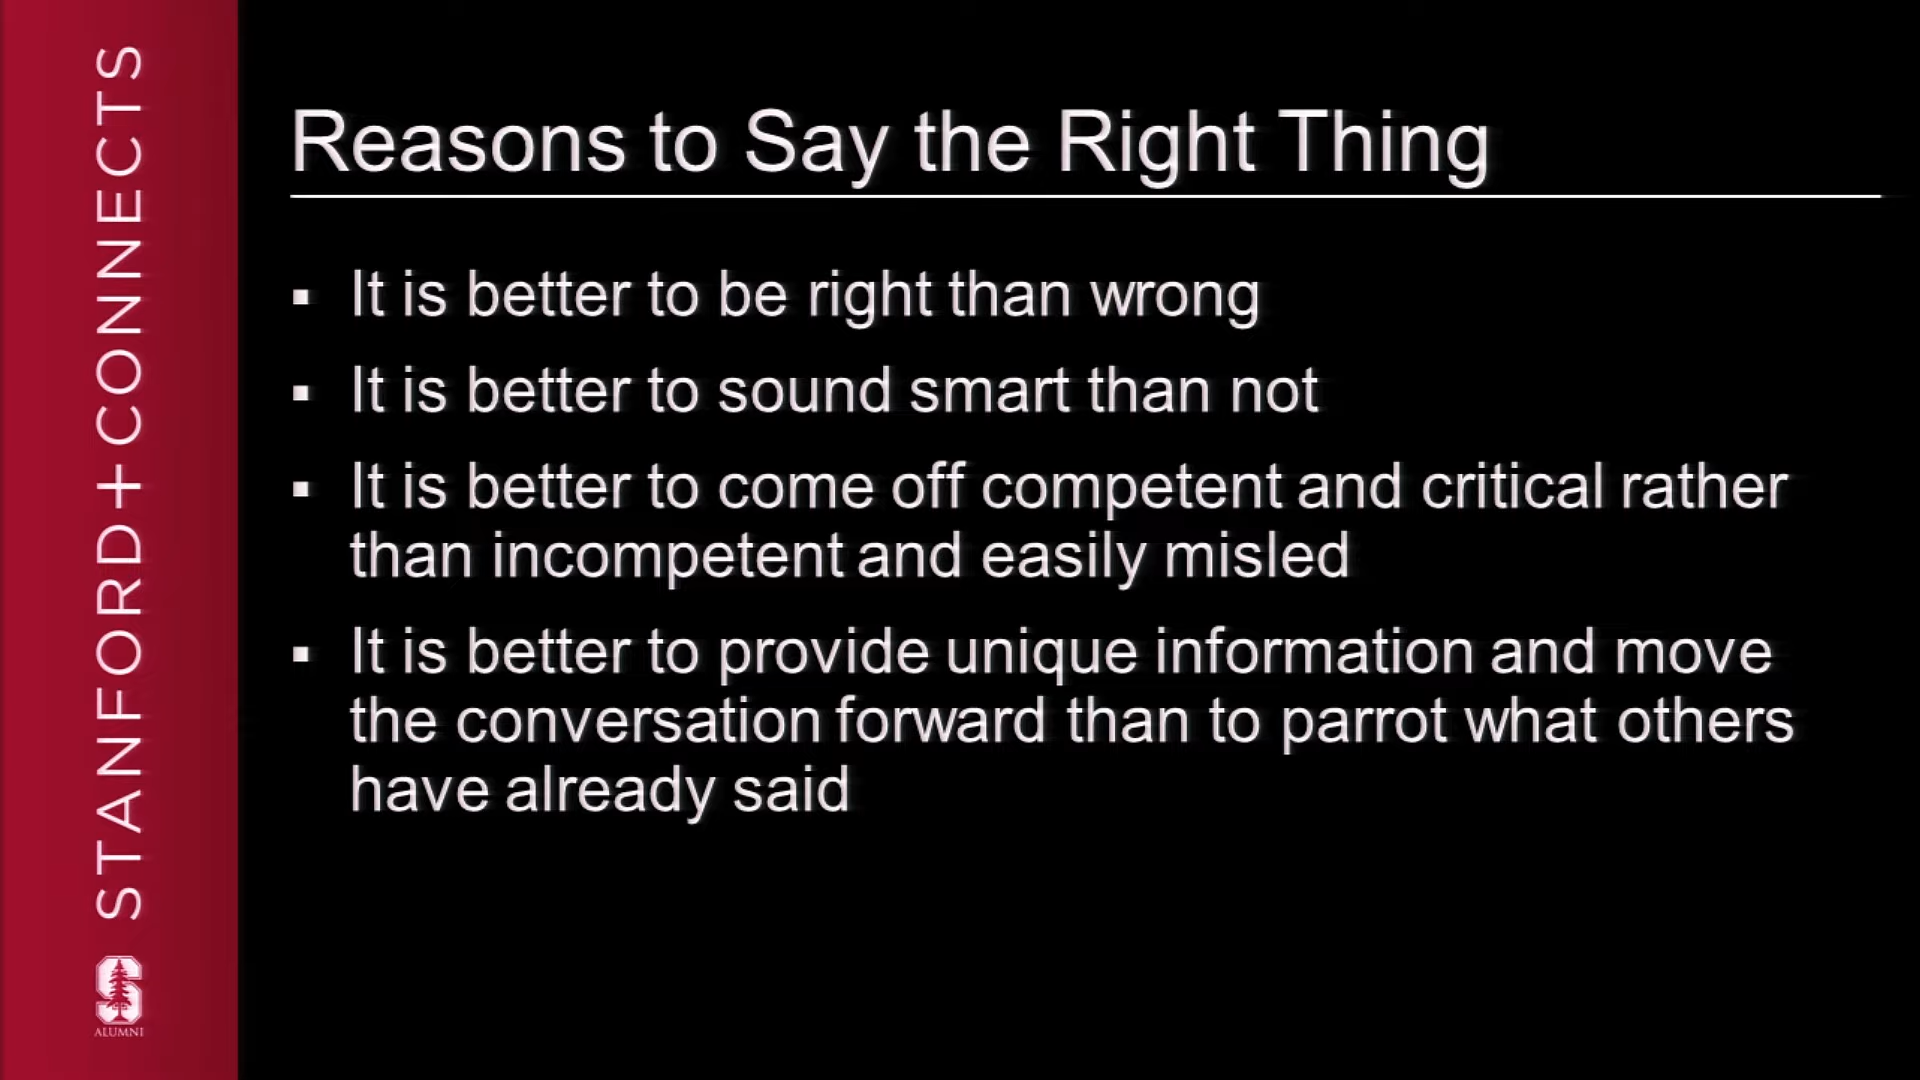 STANFORD+CONNECTS
ALUMNI
Reasons to Say the Right Thing
▪ It is better to be right than wrong
▪ It is better to sound smart than not
▪ It is better to come off competent and critical rather
than incompetent and easily misled
▪ It is better to provide unique information and move
the conversation forward than to parrot what others
have already said